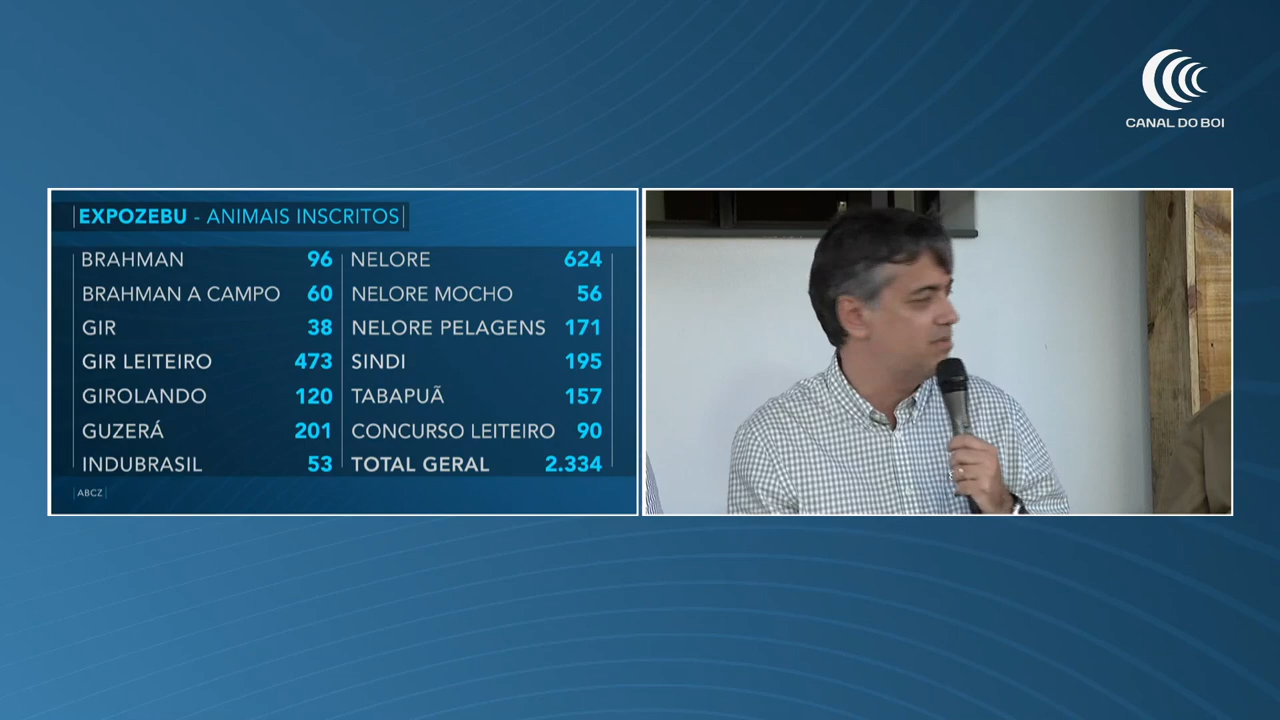 CANAL DO BOI
EXPOZEBU - ANIMAIS INSCRITOS
BRAHMAN 96
BRAHMAN A CAMPO 60
GIR 38
GIR LEITEIRO 473
GIROLANDO 120
GUZERÁ 201
INDUBRASIL 53
NELORE 624
NELORE MOCHO 56
NELORE PELAGENS 171
SINDI 195
TABAPUÃ 157
CONCURSO LEITEIRO 90
TOTAL GERAL 2.334
ABCZ